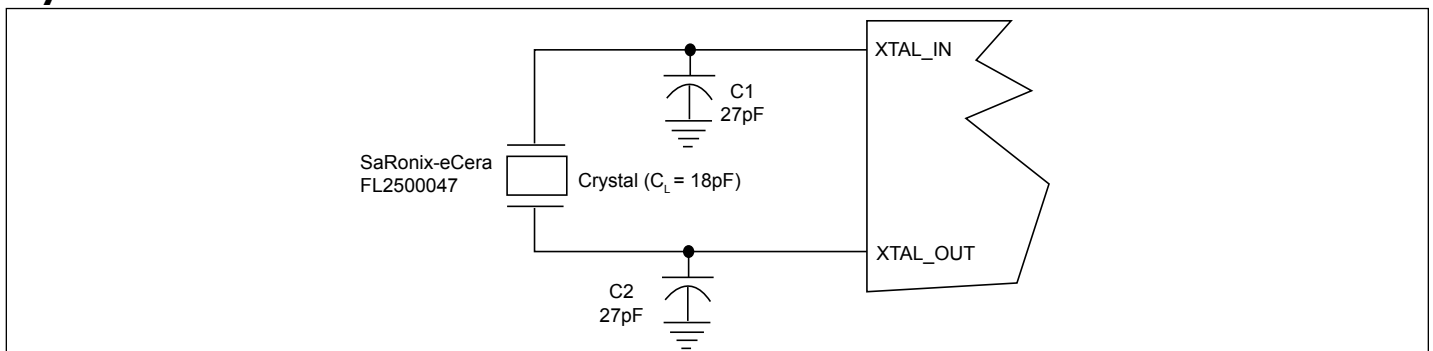 XTAL_IN
C1
27pF
SaRonix-eCera
FL2500047
Crystal (CL = 18pF)
XTAL_OUT
C2
27pF